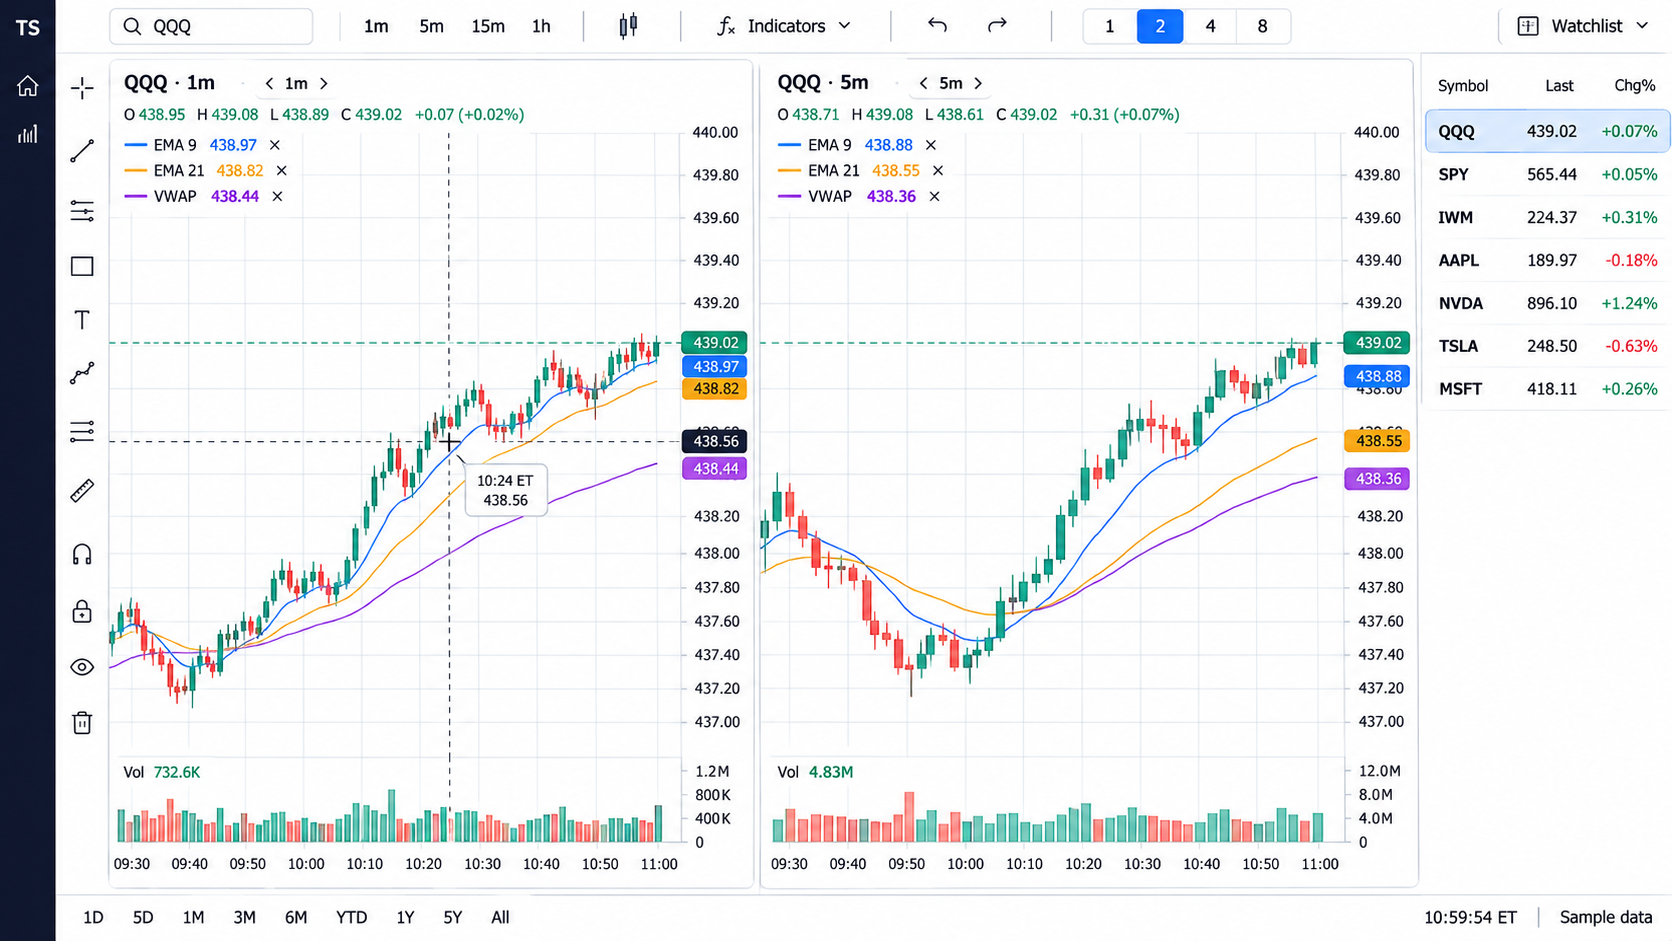 TS
QQQ 1m 5m 15m 1h fx Indicators 1 2 4 8 Watchlist
QQQ · 1m 1m
O 438.95 H 439.08 L 438.89 C 439.02 +0.07 (+0.02%)
EMA 9 438.97
EMA 21 438.82
VWAP 438.44
440.00
439.80
439.60
439.40
439.20
439.02
438.97
438.82
438.56
438.44
438.20
438.00
437.80
437.60
437.40
437.20
437.00
10:24 ET
438.56
Vol 732.6K
1.2M
800K
400K
0
09:30 09:40 09:50 10:00 10:10 10:20 10:30 10:40 10:50 11:00
QQQ · 5m 5m
O 438.71 H 439.08 L 438.61 C 439.02 +0.31 (+0.07%)
EMA 9 438.88
EMA 21 438.55
VWAP 438.36
440.00
439.80
439.60
439.40
439.20
439.02
438.88
438.80
438.55
438.36
438.20
438.00
437.80
437.60
437.40
437.20
437.00
Vol 4.83M
12.0M
8.0M
4.0M
0
09:30 09:40 09:50 10:00 10:10 10:20 10:30 10:40 10:50 11:00
Symbol Last Chg%
QQQ 439.02 +0.07%
SPY 565.44 +0.05%
IWM 224.37 +0.31%
AAPL 189.97 -0.18%
NVDA 896.10 +1.24%
TSLA 248.50 -0.63%
MSFT 418.11 +0.26%
1D 5D 1M 3M 6M YTD 1Y 5Y All
10:59:54 ET Sample data